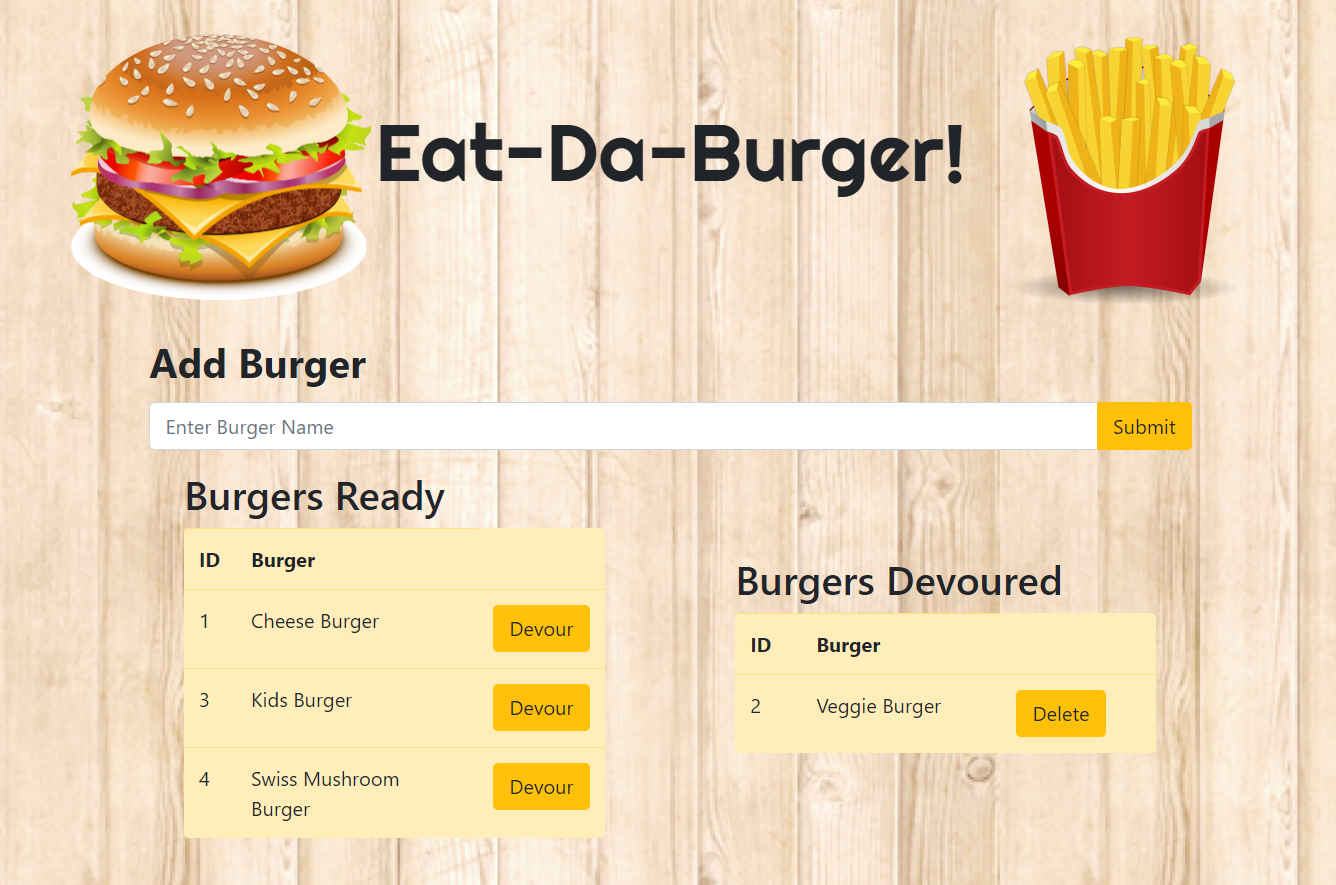 Eat-Da-Burger!
Add Burger
Enter Burger Name Submit
Burgers Ready
ID Burger
1 Cheese Burger Devour
3 Kids Burger Devour
4 Swiss Mushroom Devour
Burger
Burgers Devoured
ID Burger
2 Veggie Burger Delete